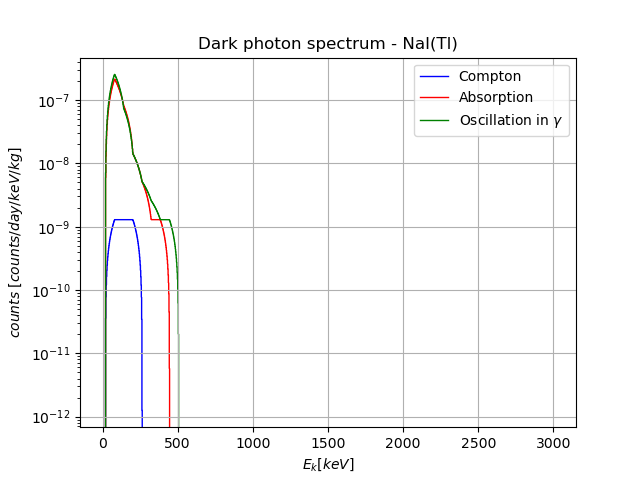 Dark photon spectrum - NaI(Tl)
Compton
Absorption
Oscillation in γ
counts [counts/day/keV/kg]
10⁻⁷
10⁻⁸
10⁻⁹
10⁻¹⁰
10⁻¹¹
10⁻¹²
0 500 1000 1500 2000 2500 3000
Eₖ[keV]